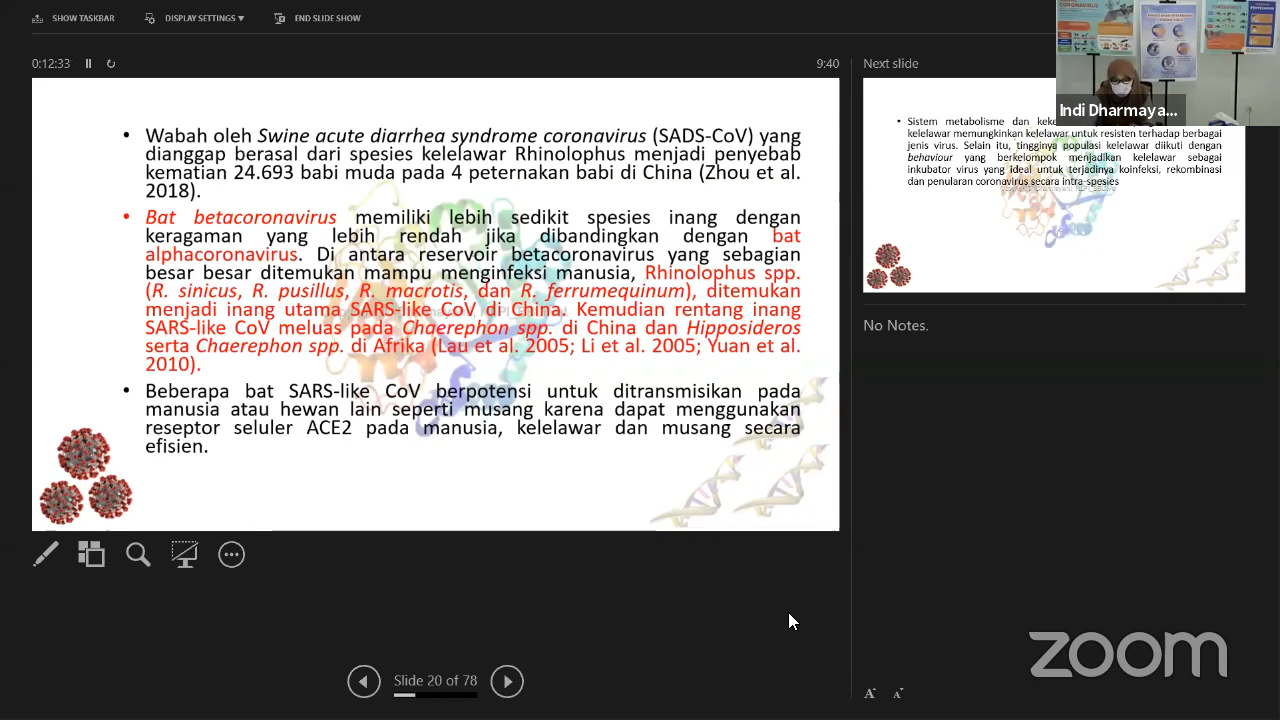 SHOW TASKBAR
DISPLAY SETTINGS ▼
END SLIDE SHOW
0:12:33
9:40
• Wabah oleh Swine acute diarrhea syndrome coronavirus (SADS-CoV) yang
dianggap berasal dari spesies kelelawar Rhinolophus menjadi penyebab
kematian 24.693 babi muda pada 4 peternakan babi di China (Zhou et al.
2018).
• Bat betacoronavirus memiliki lebih sedikit spesies inang dengan
keragaman yang lebih rendah jika dibandingkan dengan bat
alphacoronavirus. Di antara reservoir betacoronavirus yang sebagian
besar besar ditemukan mampu menginfeksi manusia, Rhinolophus spp.
(R. sinicus, R. pusillus, R. macrotis, dan R. ferrumequinum), ditemukan
menjadi inang utama SARS-like CoV di China. Kemudian rentang inang
SARS-like CoV meluas pada Chaerephon spp. di China dan Hipposideros
serta Chaerephon spp. di Afrika (Lau et al. 2005; Li et al. 2005; Yuan et al.
2010).
• Beberapa bat SARS-like CoV berpotensi untuk ditransmisikan pada
manusia atau hewan lain seperti musang karena dapat menggunakan
reseptor seluler ACE2 pada manusia, kelelawar dan musang secara
efisien.
Slide 20 of 78
Next slide
• Sistem metabolisme dan
kelelawar memungkinkan kelelawar untuk resisten terhadap berbagai
jenis virus. Selain itu, tingginya populasi kelelawar diikuti dengan
behaviour yang berkelompok menjadikan kelelawar sebagai
inkubator virus yang ideal untuk terjadinya koinfeksi, rekombinasi
dan penularan coronavirus secara intra-spesies
No Notes.
CORONAVIRUS
Indi Dharmaya...
zoom
A A